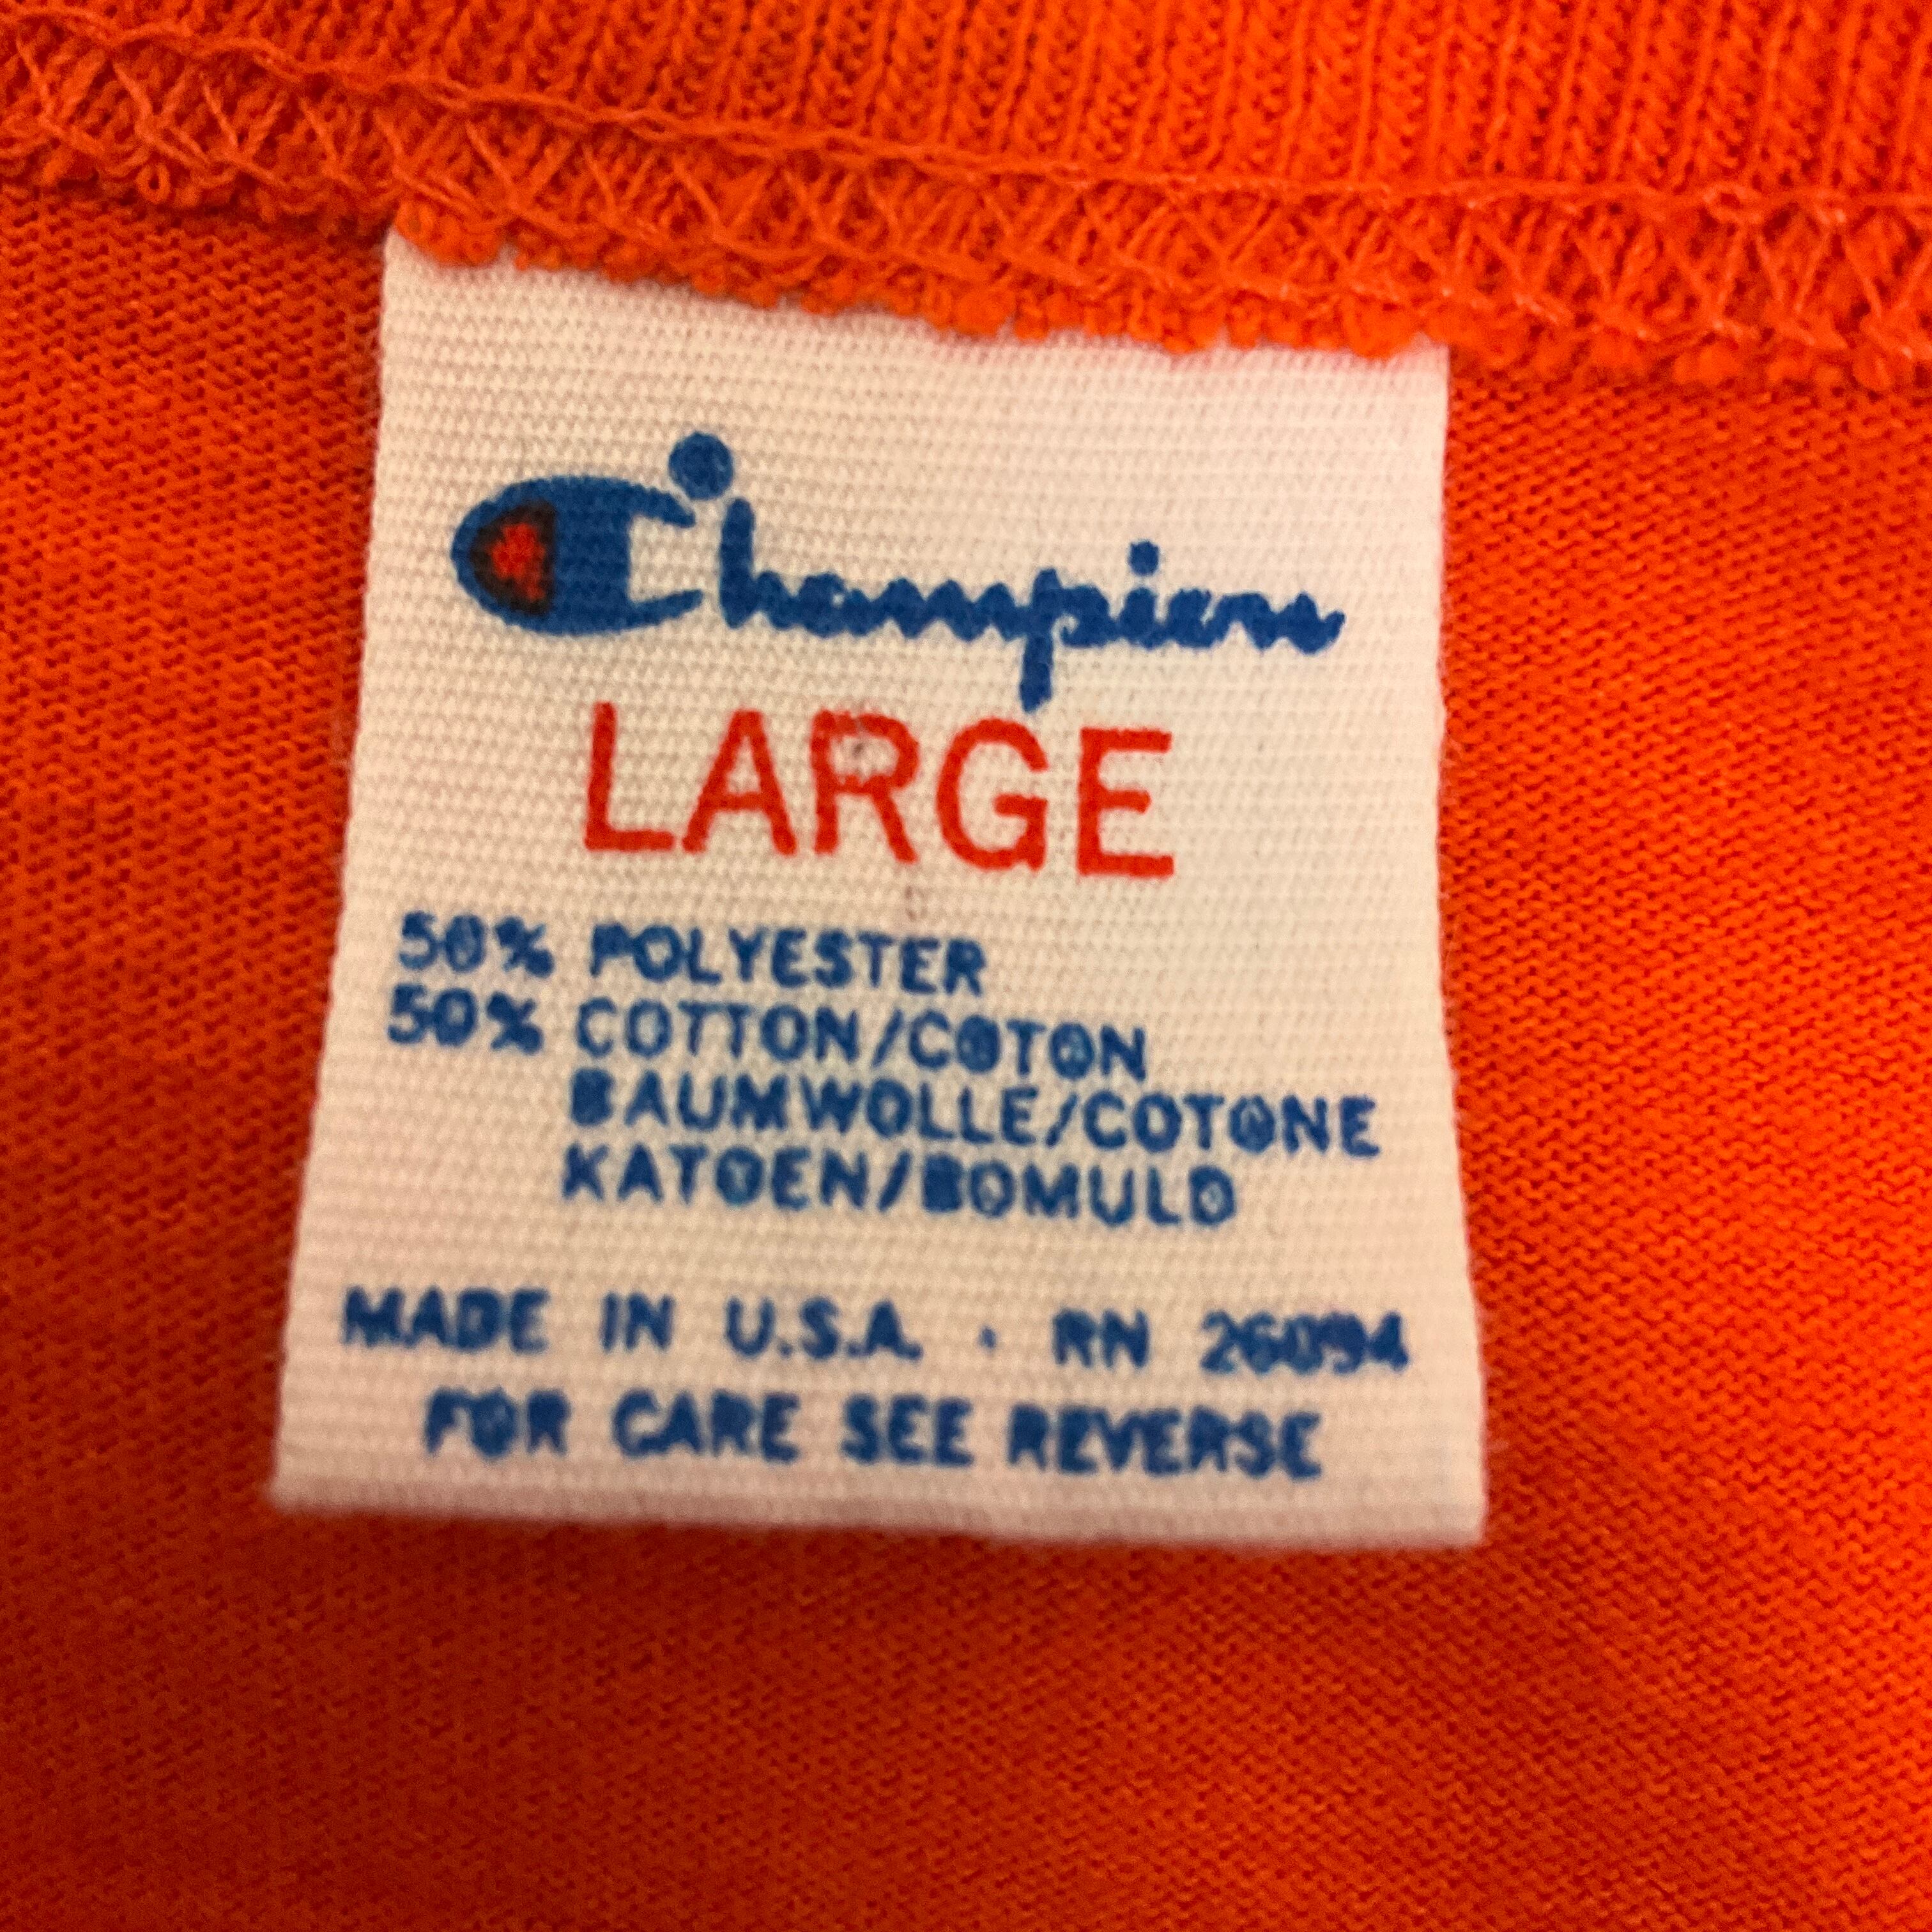 Champion
LARGE
50% POLYESTER
50% COTTON/COTON
BAUMWOLLE/COTONE
KATOEN/BOMULD
MADE IN U.S.A. · RN 26094
FOR CARE SEE REVERSE